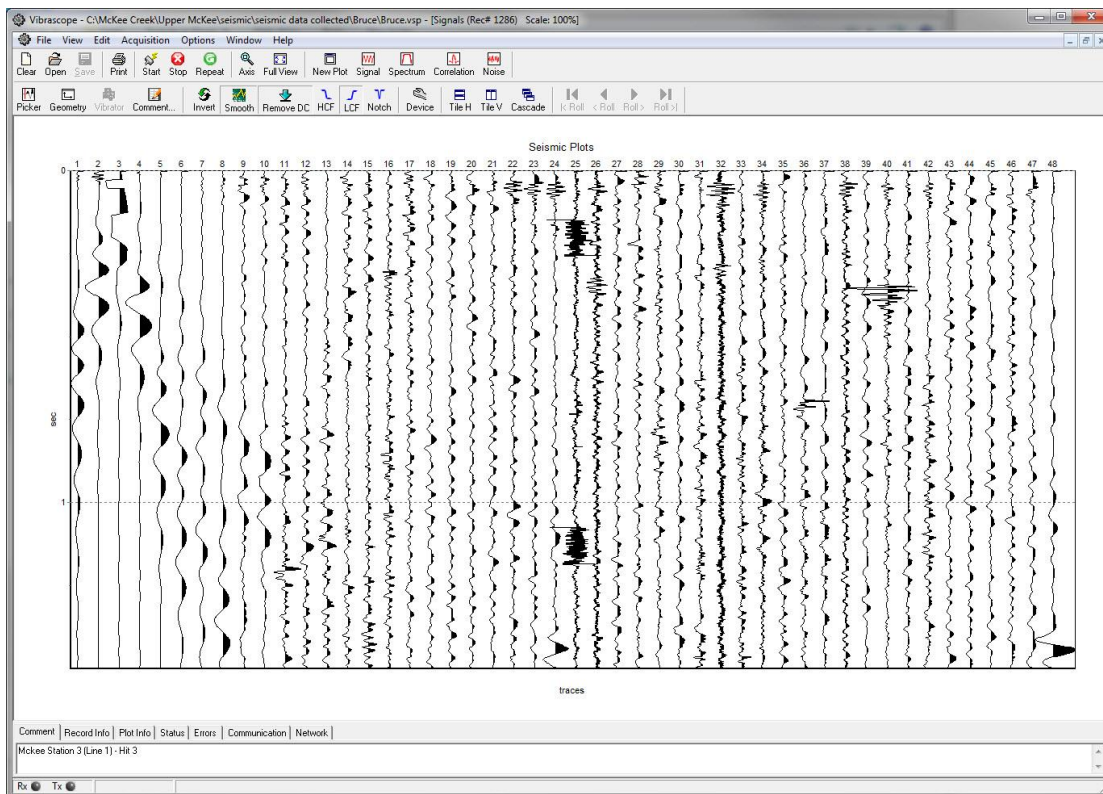 Vibrascope - C:\McKee Creek\Upper McKee\seismic\seismic data collected\Bruce\Bruce.vsp - [Signals (Rec# 1286) Scale: 100%]
File View Edit Acquisition Options Window Help
Clear Open Save Print Start Stop Repeat Axis Full View New Plot Signal Spectrum Correlation Noise
Picker Geometry Vibrator Comment... Invert Smooth Remove DC HCF LCF Notch Device Tile H Tile V Cascade |< Roll < Roll Roll > Roll >|
Seismic Plots
1 2 3 4 5 6 7 8 9 10 11 12 13 14 15 16 17 18 19 20 21 22 23 24 25 26 27 28 29 30 31 32 33 34 35 36 37 38 39 40 41 42 43 44 45 46 47 48
0
sec
1
traces
Comment Record Info Plot Info Status Errors Communication Network
Mckee Station 3 (Line 1) - Hit 3
Rx Tx